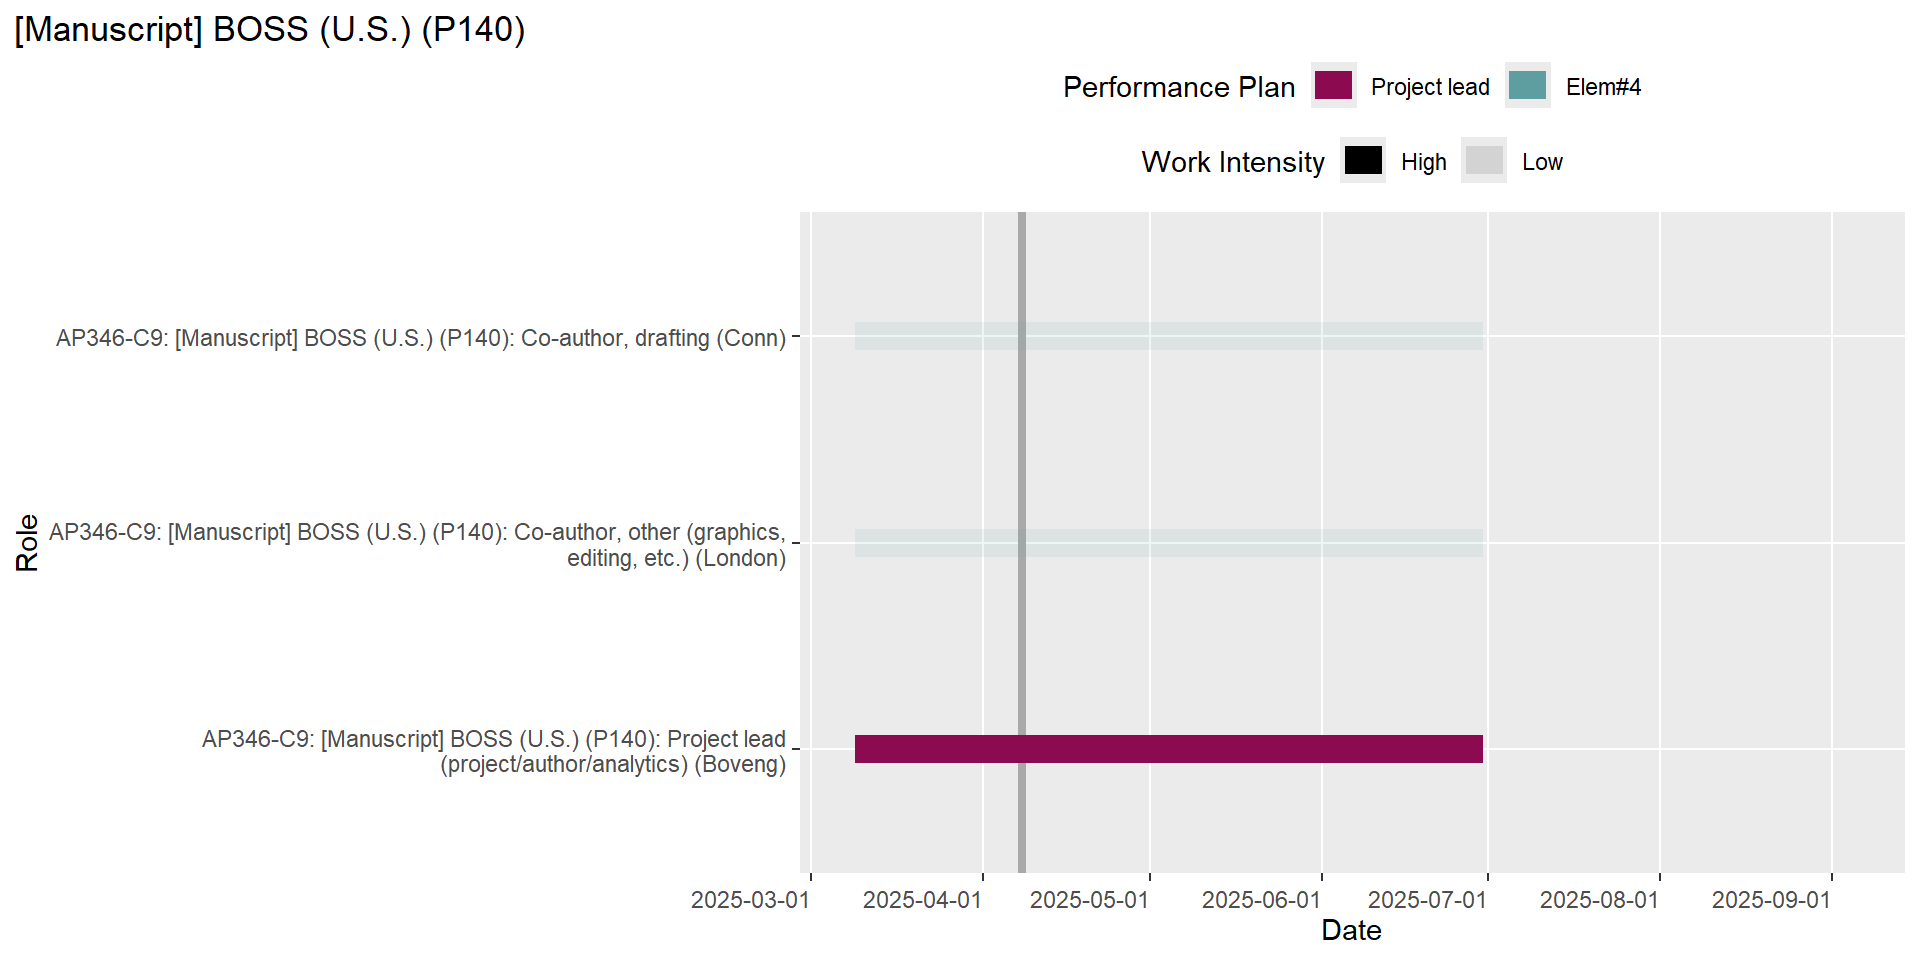 [Manuscript] BOSS (U.S.) (P140)
Performance Plan Project lead Elem#4
Work Intensity High Low
AP346-C9: [Manuscript] BOSS (U.S.) (P140): Co-author, drafting (Conn)
Role
AP346-C9: [Manuscript] BOSS (U.S.) (P140): Co-author, other (graphics,
editing, etc.) (London)
AP346-C9: [Manuscript] BOSS (U.S.) (P140): Project lead
(project/author/analytics) (Boveng)
2025-03-01 2025-04-01 2025-05-01 2025-06-01 2025-07-01 2025-08-01 2025-09-01
Date